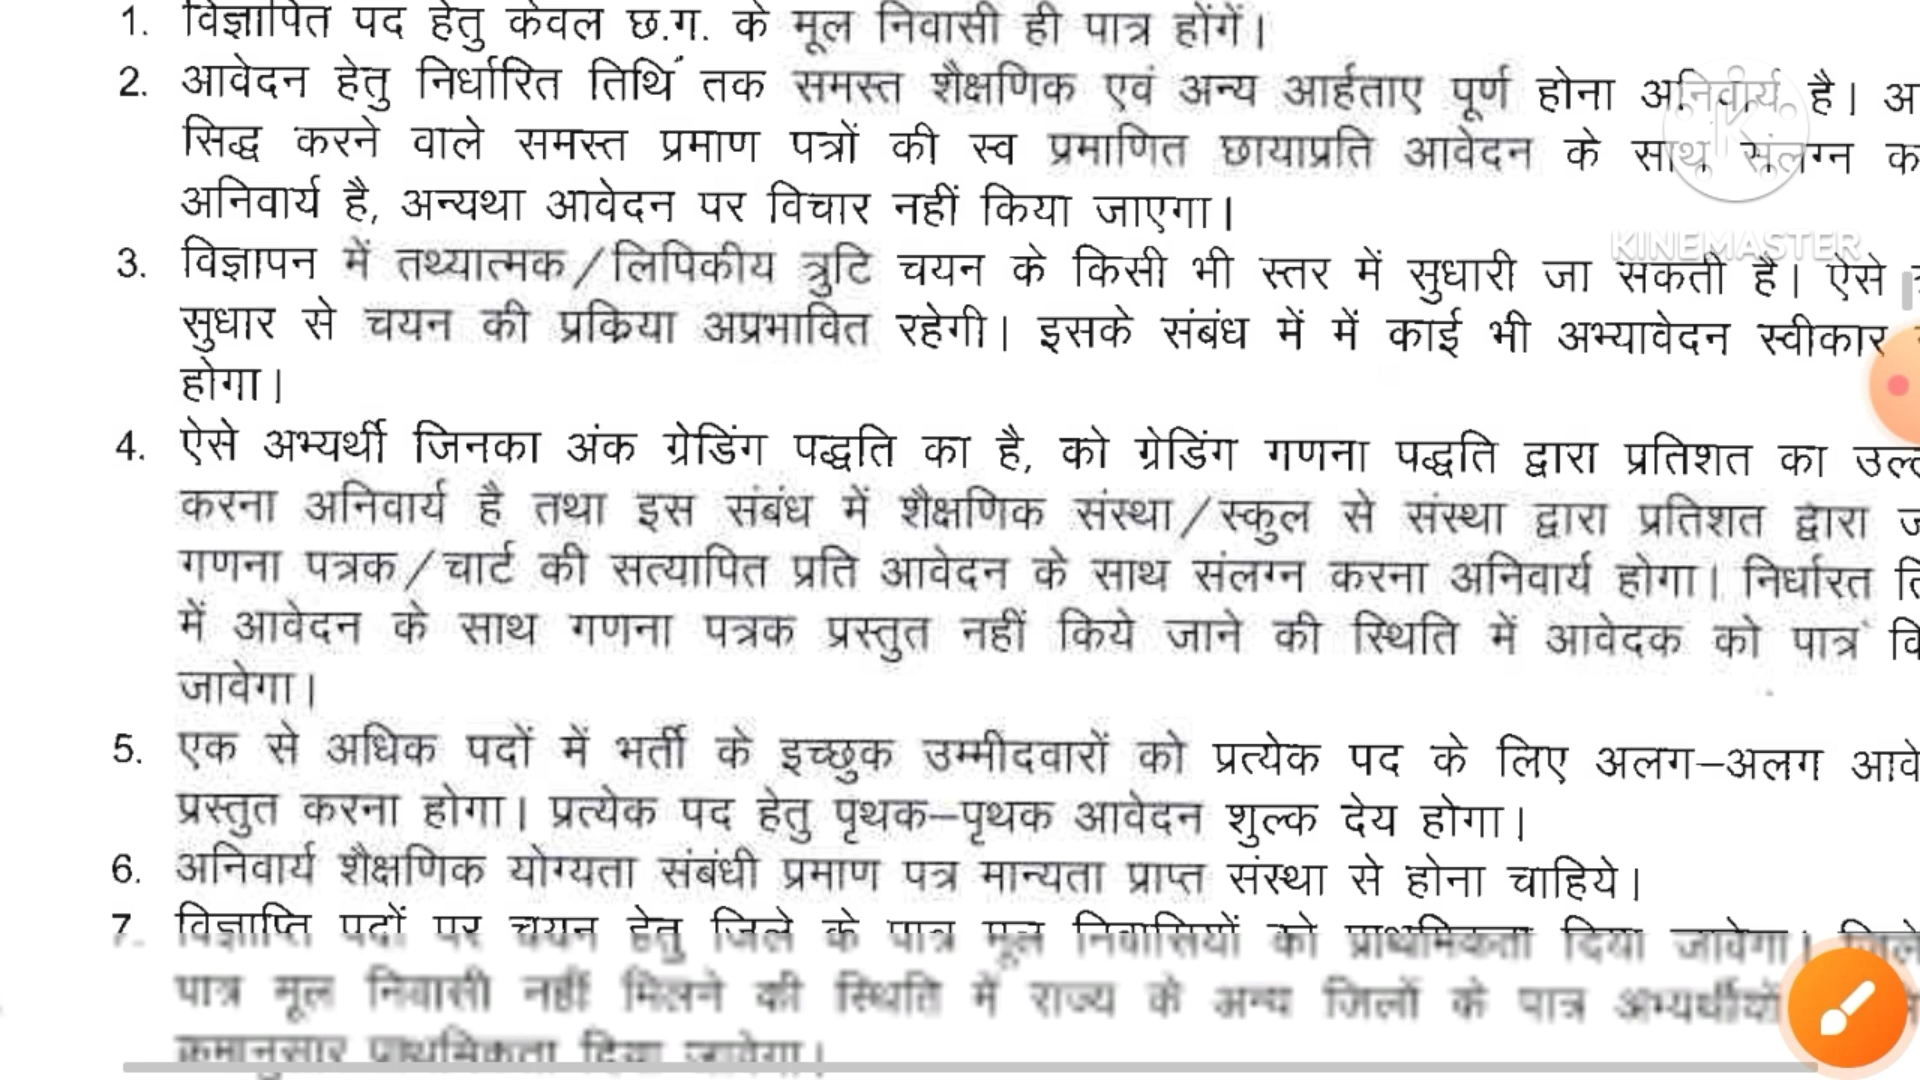 1. विज्ञापित पद हेतु केवल छ.ग. के मूल निवासी ही पात्र होंगें।
2. आवेदन हेतु निर्धारित तिथि तक समस्त शैक्षणिक एवं अन्य आर्हताए पूर्ण होना अनिवार्य है। अ
सिद्ध करने वाले समस्त प्रमाण पत्रों की स्व प्रमाणित छायाप्रति आवेदन के साथ संलग्न क
अनिवार्य है, अन्यथा आवेदन पर विचार नहीं किया जाएगा।
KINEMASTER
3. विज्ञापन में तथ्यात्मक/लिपिकीय त्रुटि चयन के किसी भी स्तर में सुधारी जा सकती है। ऐसे
सुधार से चयन की प्रकिया अप्रभावित रहेगी। इसके संबंध में में काई भी अभ्यावेदन स्वीकार
होगा।
4. ऐसे अभ्यर्थी जिनका अंक ग्रेडिंग पद्धति का है, को ग्रेडिंग गणना पद्धति द्वारा प्रतिशत का
करना अनिवार्य है तथा इस संबंध में शैक्षणिक संस्था/स्कुल से संस्था द्वारा प्रतिशत द्वारा
गणना पत्रक/चार्ट की सत्यापित प्रति आवेदन के साथ संलग्न करना अनिवार्य होगा। निर्धारत
में आवेदन के साथ गणना पत्रक प्रस्तुत नहीं किये जाने की स्थिति में आवेदक को पात्र
जावेगा।
5. एक से अधिक पदों में भर्ती के इच्छुक उम्मीदवारों को प्रत्येक पद के लिए अलग–अलग आवे
प्रस्तुत करना होगा। प्रत्येक पद हेतु पृथक–पृथक आवेदन शुल्क देय होगा।
6. अनिवार्य शैक्षणिक योग्यता संबंधी प्रमाण पत्र मान्यता प्राप्त संस्था से होना चाहिये।
7. विज्ञाप्ति पदों पर चयन हेतु जिले के पात्र मूल निवासियों को प्राथमिकता दिया जावेगा। जिले
पात्र मूल निवासी नहीं मिलने की स्थिति में राज्य के अन्य जिलों के पात्र अभ्यर्थीयों
कमानुसार प्राथमिकता दिया जावेगा।